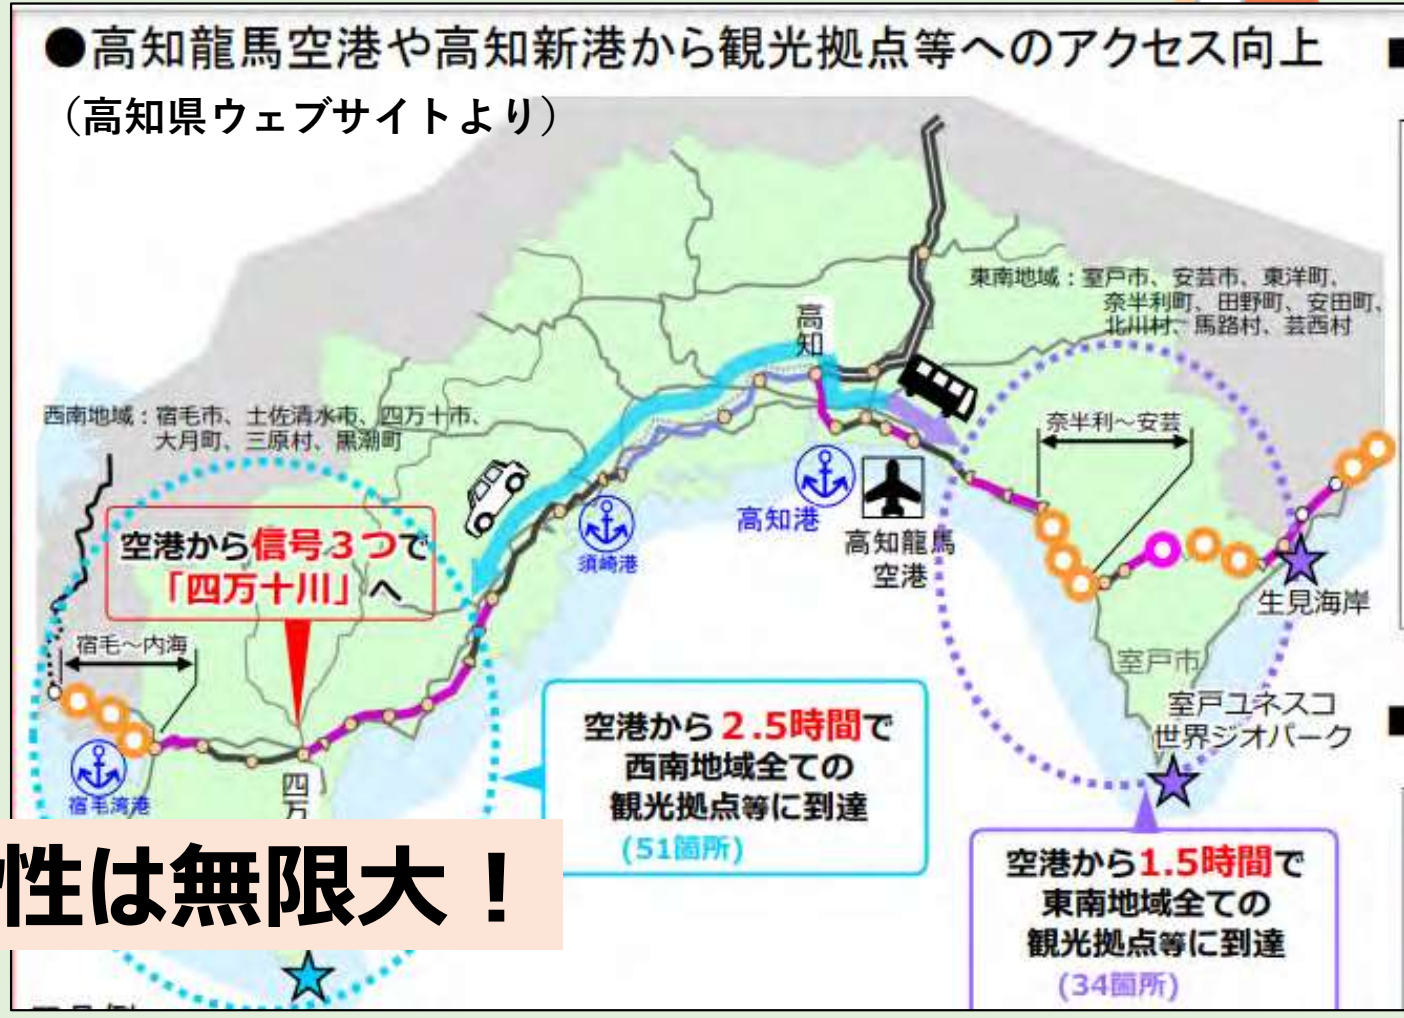 ●高知龍馬空港や高知新港から観光拠点等へのアクセス向上
（高知県ウェブサイトより）
東南地域：室戸市、安芸市、東洋町、
奈半利町、田野町、安田町、
北川村、馬路村、芸西村
高知
西南地域：宿毛市、土佐清水市、四万十市、
大月町、三原村、黒潮町
奈半利～安芸
空港から信号３つで
「四万十川」へ
須崎港
高知港
高知龍馬
空港
生見海岸
宿毛～内海
室戸市
室戸ユネスコ
世界ジオパーク
宿毛湾港
四万
空港から２.5時間で
西南地域全ての
観光拠点等に到達
(51箇所)
性は無限大！
空港から1.5時間で
東南地域全ての
観光拠点等に到達
(34箇所)